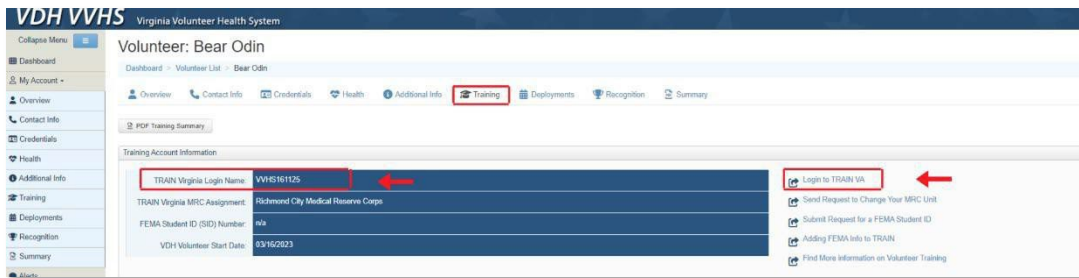 VDH VVHS Virginia Volunteer Health System
Collapse Menu
Dashboard
My Account
Overview
Contact Info
Credentials
Health
Additional Info
Training
Deployments
Recognition
Summary
Alerts
Volunteer: Bear Odin
Dashboard > Volunteer List > Bear Odin
Overview Contact Info Credentials Health Additional Info Training Deployments Recognition Summary
PDF Training Summary
Training Account Information
TRAIN Virginia Login Name: VVHS161125
TRAIN Virginia MRC Assignment: Richmond City Medical Reserve Corps
FEMA Student ID (SID) Number: n/a
VDH Volunteer Start Date: 03/16/2023
Login to TRAIN VA
Send Request to Change Your MRC Unit
Submit Request for a FEMA Student ID
Adding FEMA Info to TRAIN
Find More information on Volunteer Training